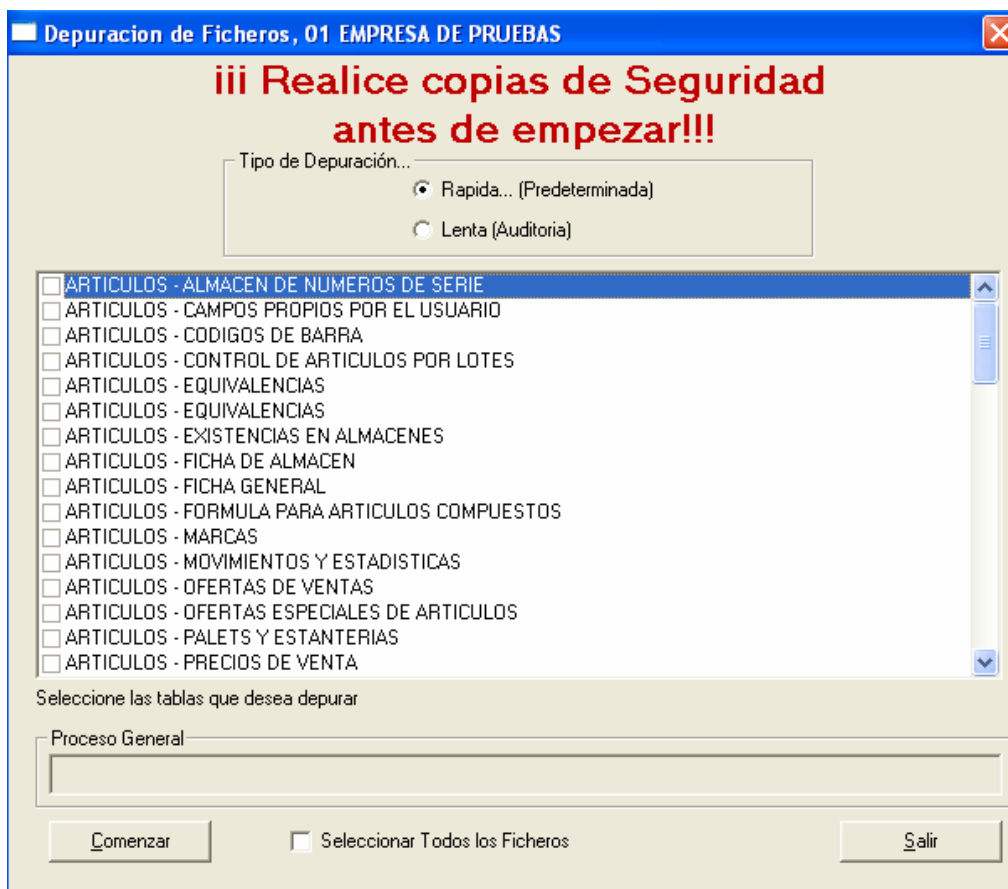 Depuracion de Ficheros, 01 EMPRESA DE PRUEBAS
¡¡¡ Realice copias de Seguridad
antes de empezar!!!
Tipo de Depuración...
Rapida... (Predeterminada)
Lenta (Auditoria)
ARTICULOS - ALMACEN DE NUMEROS DE SERIE
ARTICULOS - CAMPOS PROPIOS POR EL USUARIO
ARTICULOS - CODIGOS DE BARRA
ARTICULOS - CONTROL DE ARTICULOS POR LOTES
ARTICULOS - EQUIVALENCIAS
ARTICULOS - EQUIVALENCIAS
ARTICULOS - EXISTENCIAS EN ALMACENES
ARTICULOS - FICHA DE ALMACEN
ARTICULOS - FICHA GENERAL
ARTICULOS - FORMULA PARA ARTICULOS COMPUESTOS
ARTICULOS - MARCAS
ARTICULOS - MOVIMIENTOS Y ESTADISTICAS
ARTICULOS - OFERTAS DE VENTAS
ARTICULOS - OFERTAS ESPECIALES DE ARTICULOS
ARTICULOS - PALETS Y ESTANTERIAS
ARTICULOS - PRECIOS DE VENTA
Seleccione las tablas que desea depurar
Proceso General
Comenzar
Seleccionar Todos los Ficheros
Salir